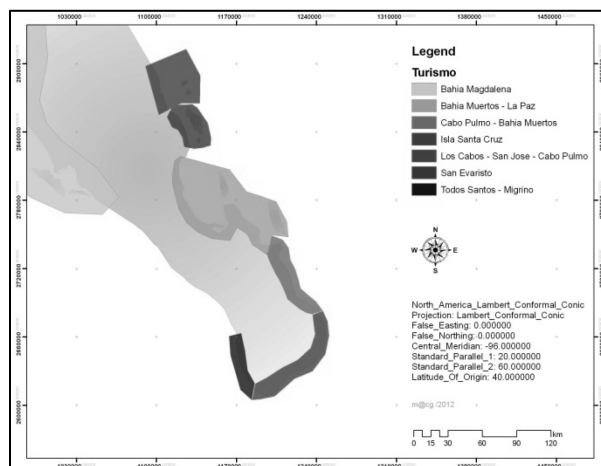 1030000 1100000 1170000 1240000 1310000 1380000 1450000
2900000
2840000
2780000
2720000
2660000
2600000
Legend
Turismo
Bahia Magdalena
Bahia Muertos - La Paz
Cabo Pulmo - Bahia Muertos
Isla Santa Cruz
Los Cabos - San Jose - Cabo Pulmo
San Evaristo
Todos Santos - Migrino
N
W E
S
North_America_Lambert_Conformal_Conic
Projection: Lambert_Conformal_Conic
False_Easting: 0.000000
False_Northing: 0.000000
Central_Meridian: -96.000000
Standard_Parallel_1: 20.000000
Standard_Parallel_2: 60.000000
Latitude_Of_Origin: 40.000000
m@cg /2012
km
0 15 30 60 90 120